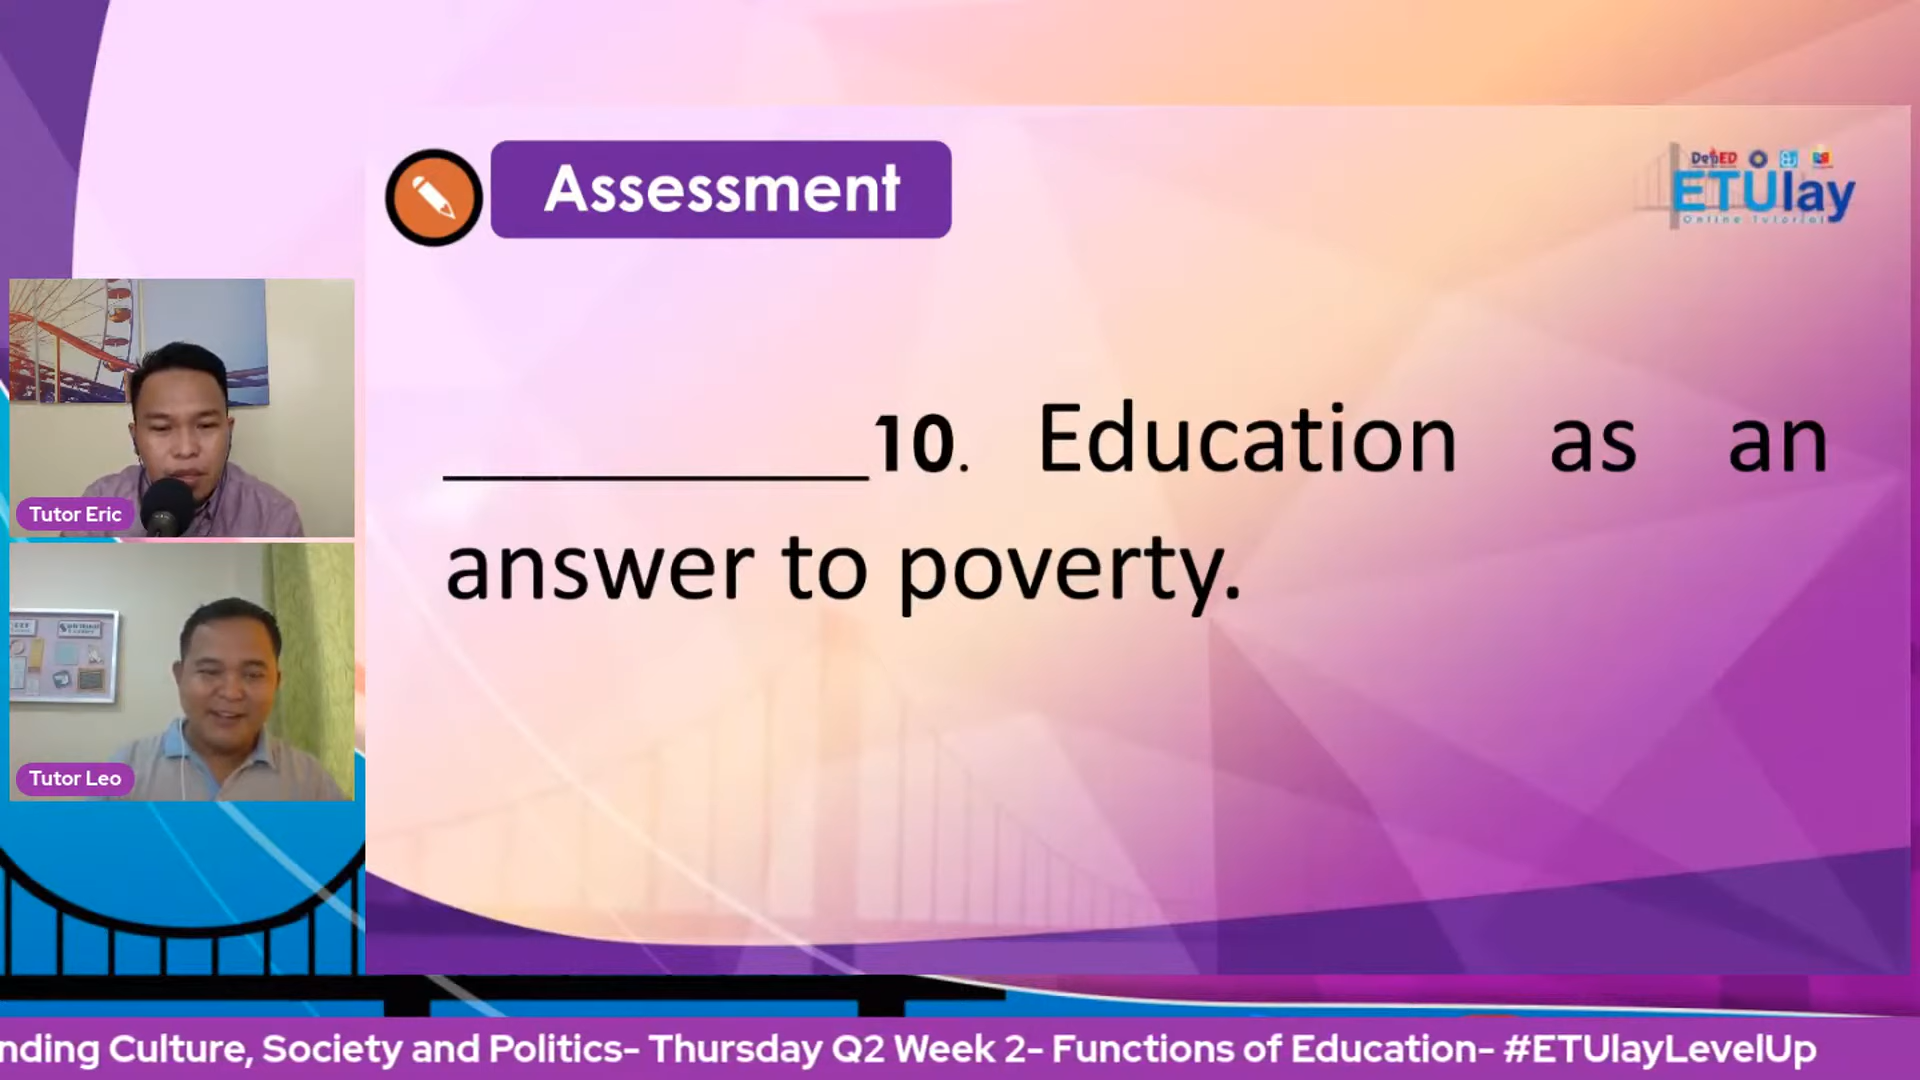 Assessment
DepED
ETUlay
Online Tutorial
__________10. Education as an
answer to poverty.
Tutor Eric
Tutor Leo
nding Culture, Society and Politics- Thursday Q2 Week 2- Functions of Education- #ETUlayLevelUp